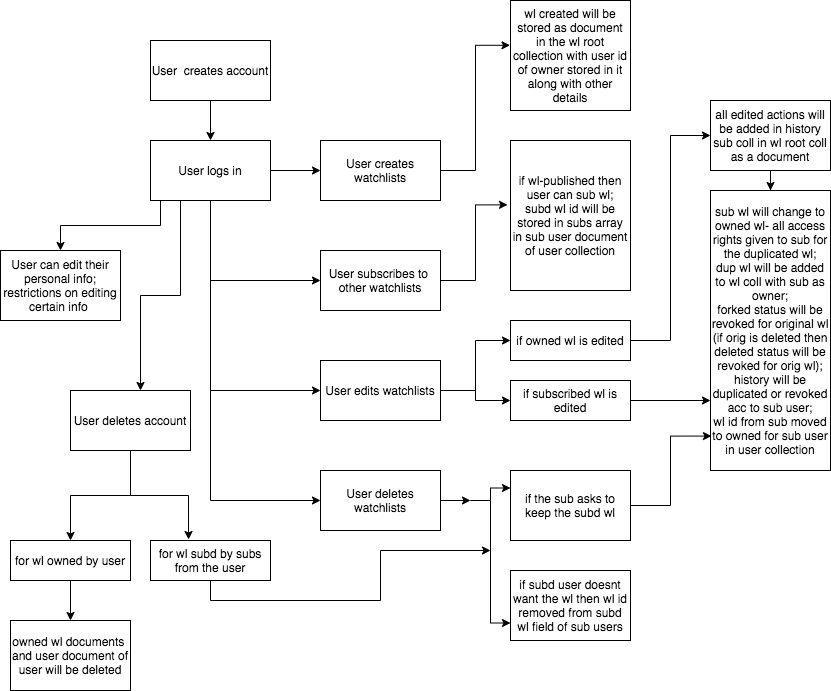 User  creates account
User logs in
User can edit their
personal info;
restrictions on editing
certain info
User deletes account
for wl owned by user
for wl subd by subs
from the user
owned wl documents
and user document of
user will be deleted
User creates
watchlists
User subscribes to
other watchlists
User edits watchlists
User deletes
watchlists
wl created will be
stored as document
in the wl root
collection with user id
of owner stored in it
along with other
details
if wl-published then
user can sub wl;
subd wl id will be
stored in subs array
in sub user document
of user collection
if owned wl is edited
if subscribed wl is
edited
if the sub asks to
keep the subd wl
if subd user doesnt
want the wl then wl id
removed from subd
wl field of sub users
all edited actions will
be added in history
sub coll in wl root coll
as a document
sub wl will change to
owned wl- all access
rights given to sub for
the duplicated wl;
dup wl will be added
to wl coll with sub as
owner;
forked status will be
revoked for original wl
(if orig is deleted then
deleted status will be
revoked for orig wl);
history will be
duplicated or revoked
acc to sub user;
wl id from sub moved
to owned for sub user
in user collection